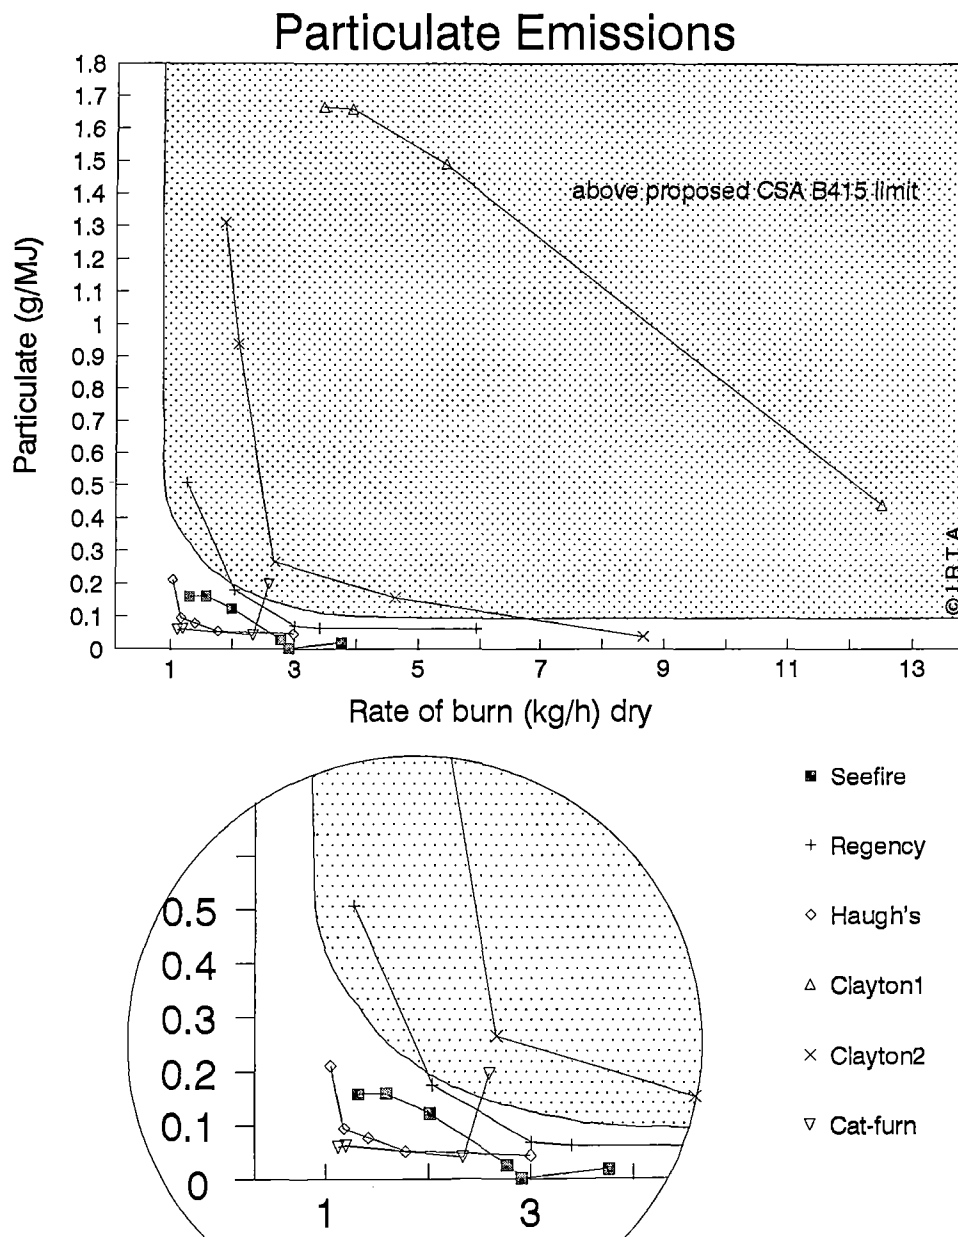 Particulate Emissions
1.8
1.7
1.6
1.5
1.4
1.3
1.2
1.1
1
0.9
0.8
0.7
0.6
0.5
0.4
0.3
0.2
0.1
0
Particulate (g/MJ)
above proposed CSA B415 limit
© I R T A
1 3 5 7 9 11 13
Rate of burn (kg/h) dry
0.5
0.4
0.3
0.2
0.1
0
1 3
Seefire
Regency
Haugh's
Clayton1
Clayton2
Cat-furn